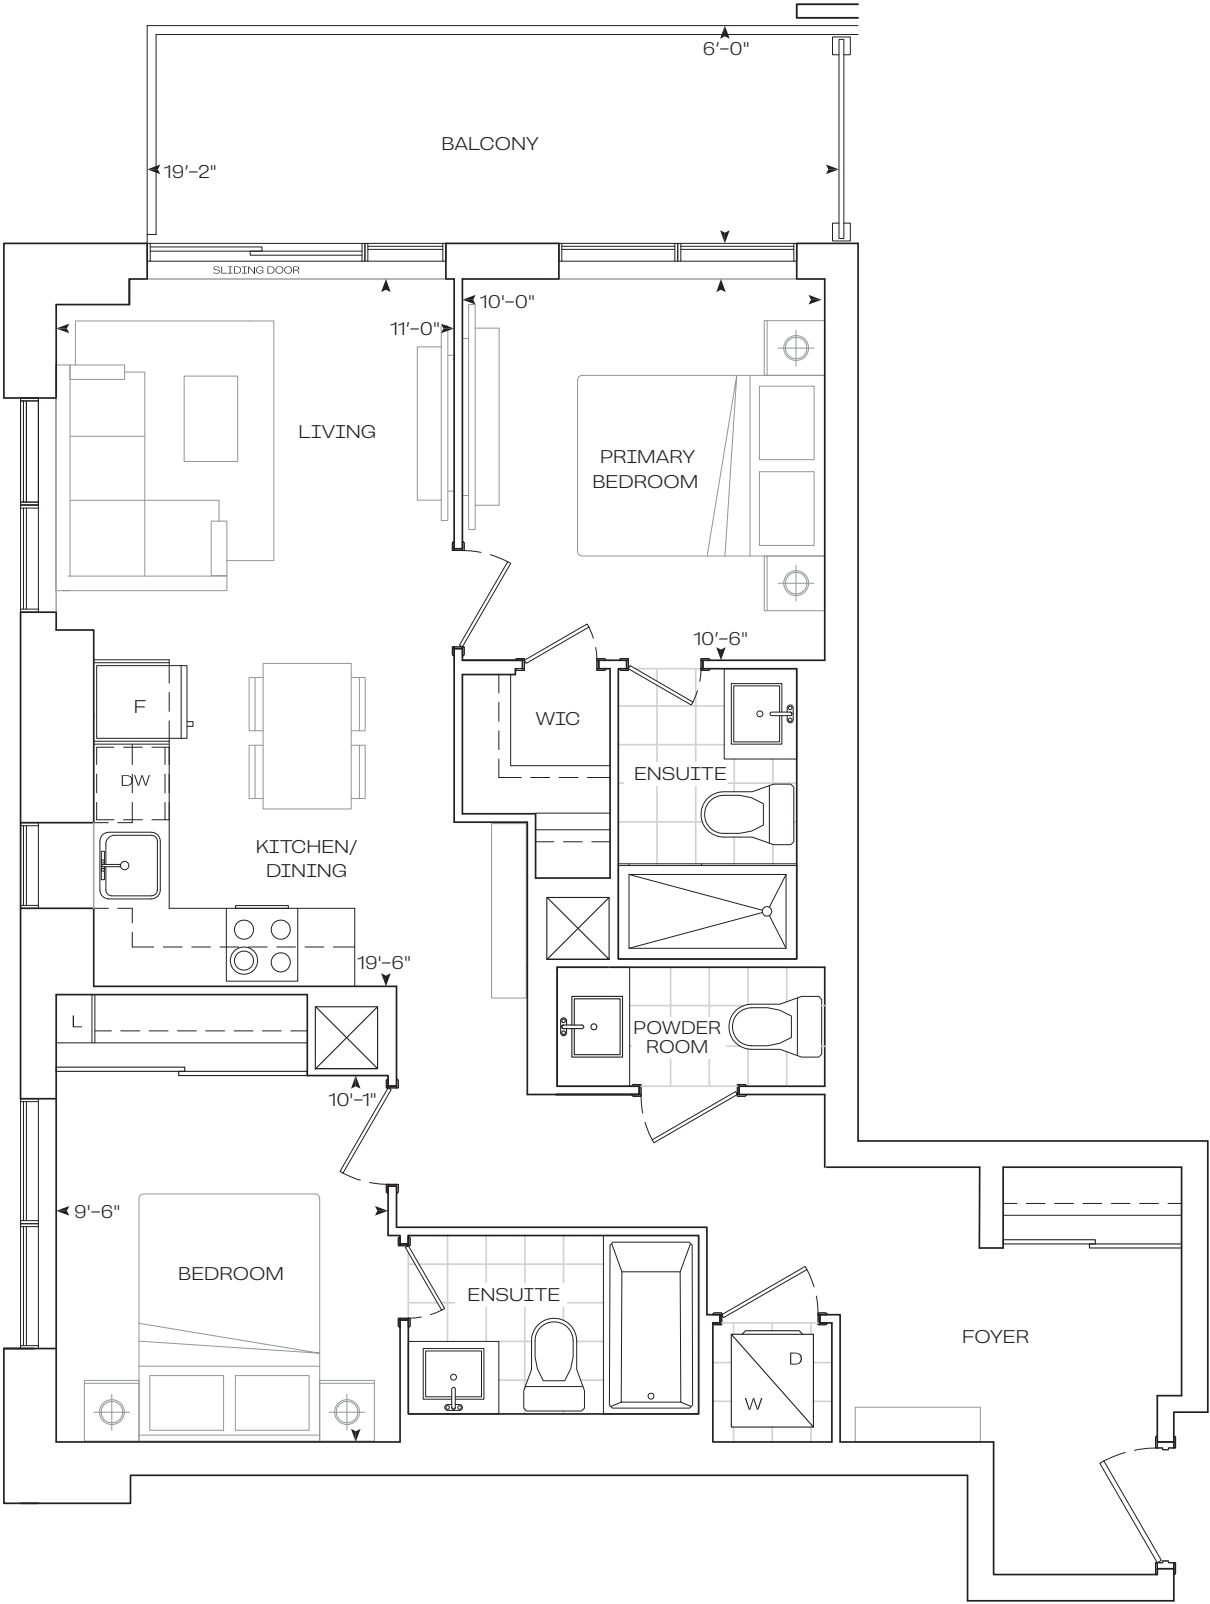 6'-0"
BALCONY
19'-2"
SLIDING DOOR
10'-0"
11'-0"
LIVING
PRIMARY
BEDROOM
10'-6"
F
WIC
DW
ENSUITE
KITCHEN/
DINING
19'-6"
L
POWDER
ROOM
10'-1"
9'-6"
BEDROOM
ENSUITE
FOYER
D
W